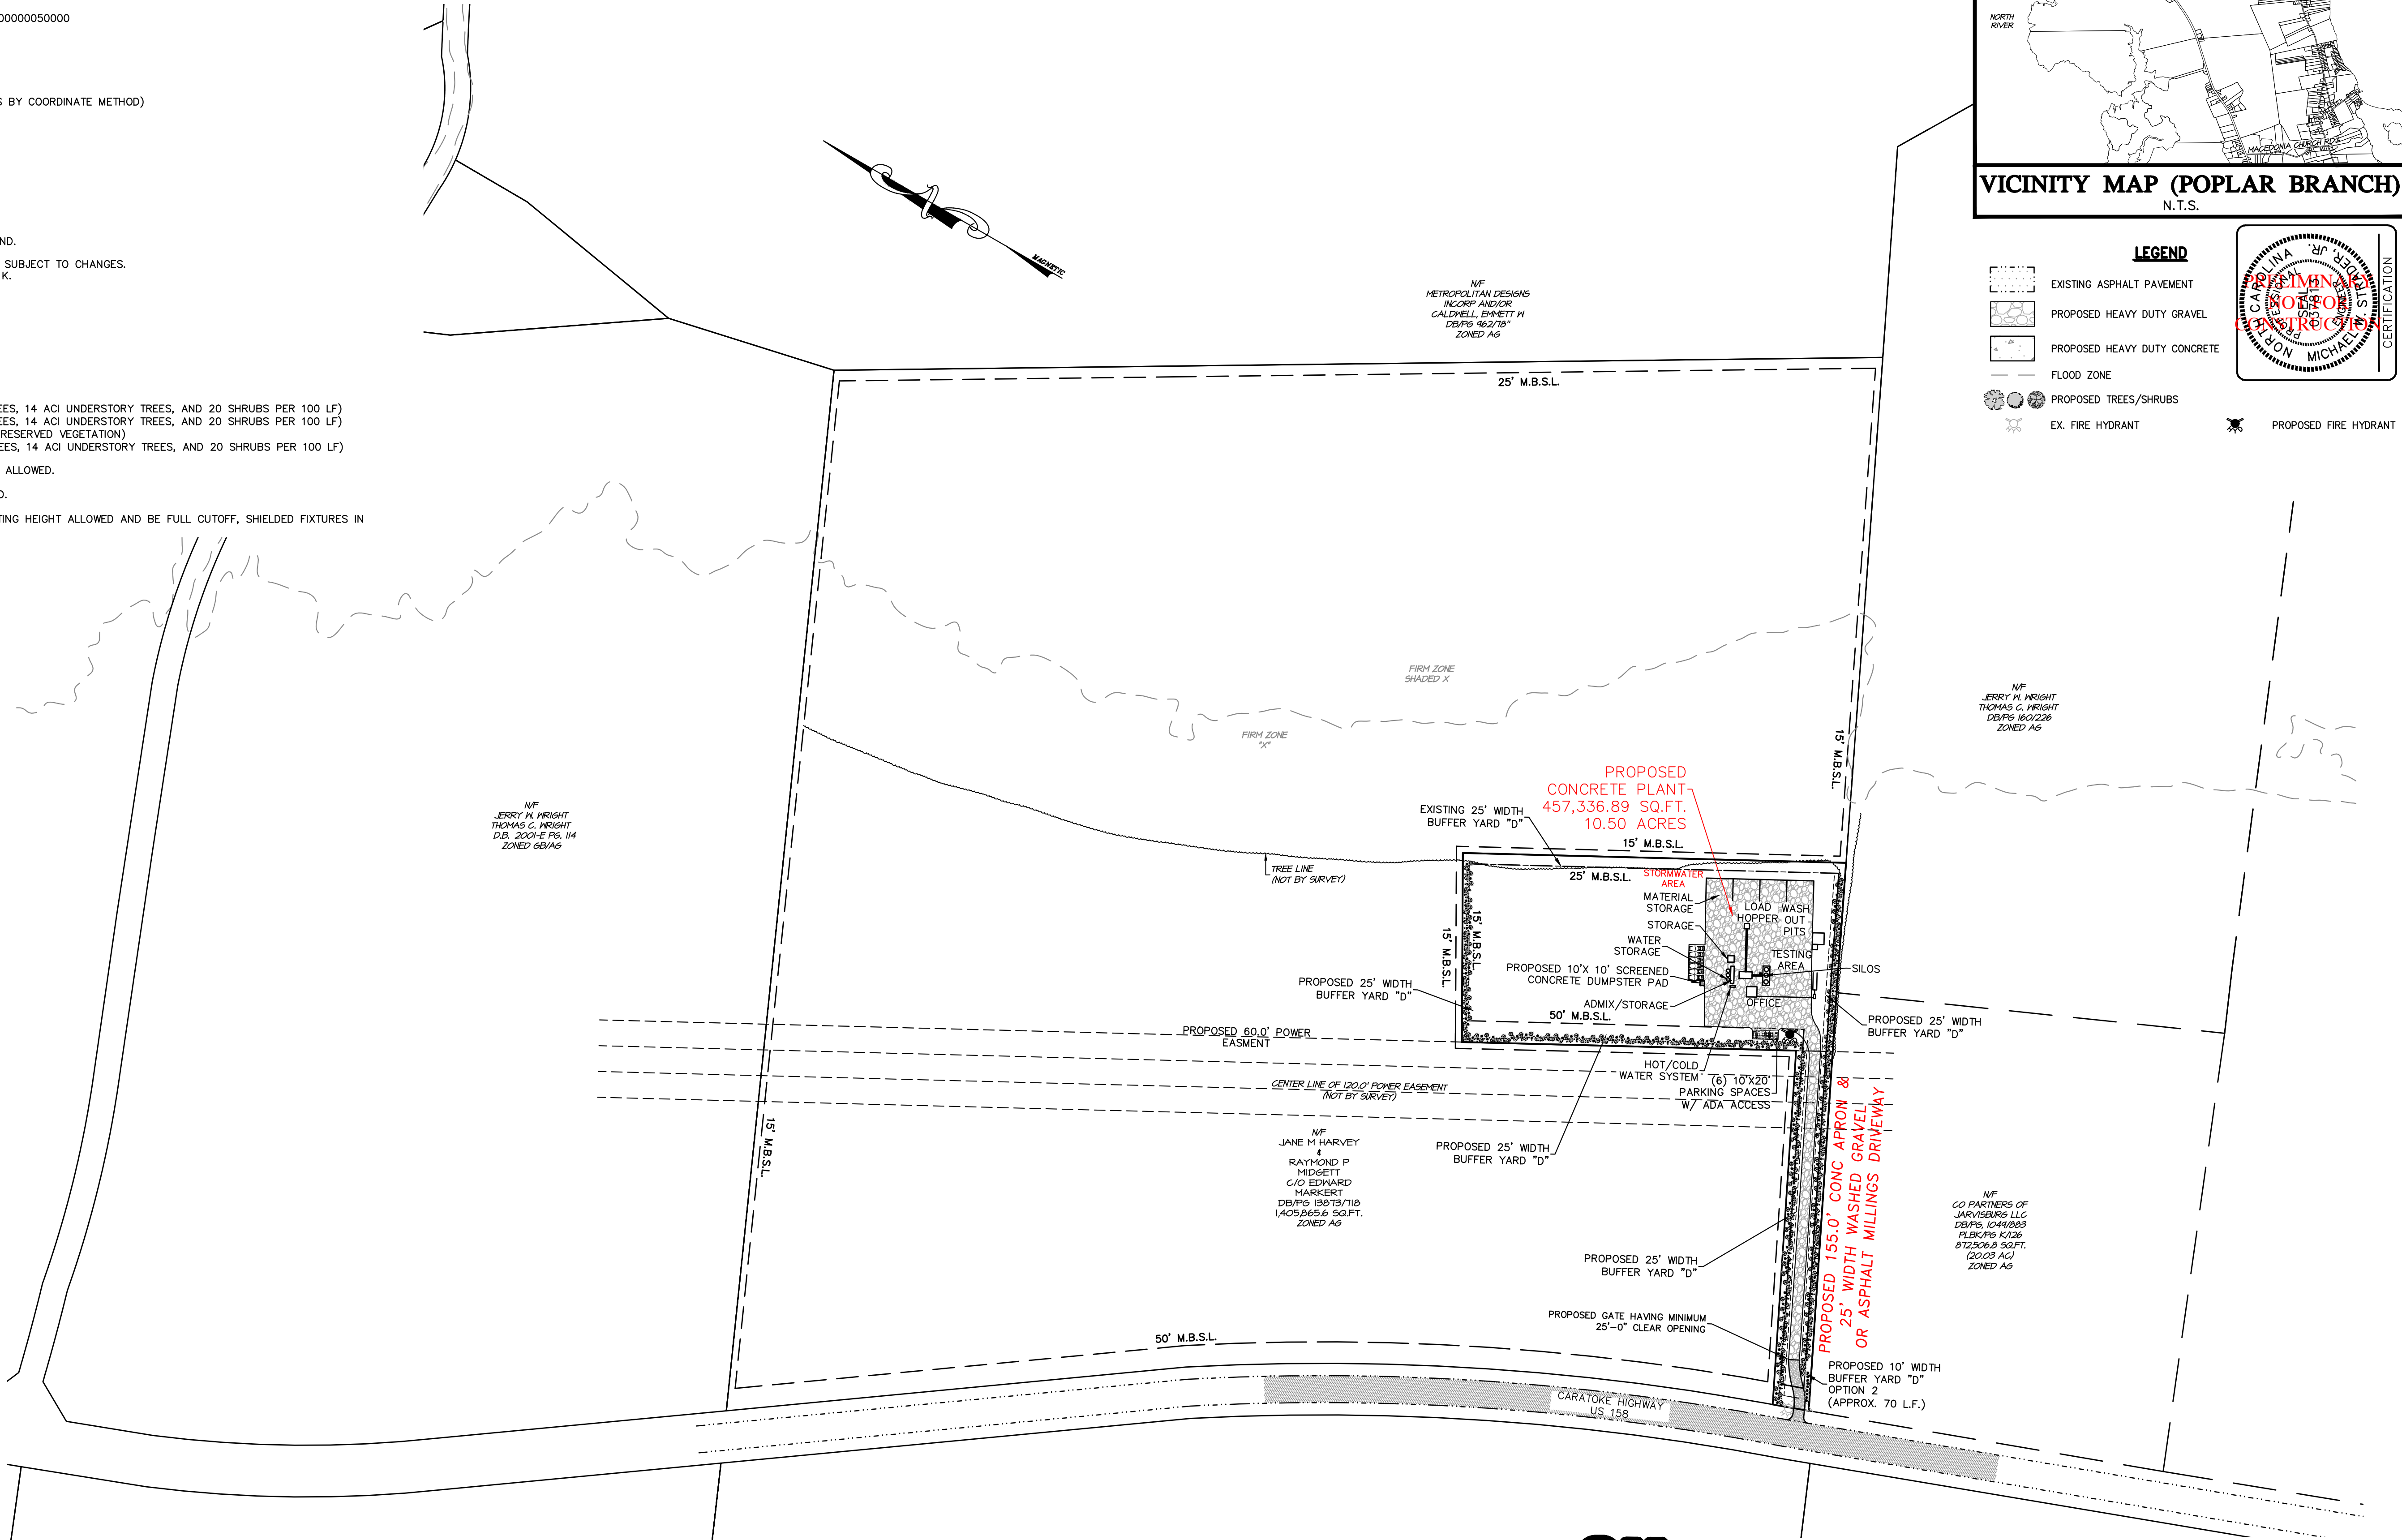 00000050000
S BY COORDINATE METHOD)
ND.
SUBJECT TO CHANGES.
K.
EES, 14 ACI UNDERSTORY TREES, AND 20 SHRUBS PER 100 LF)
EES, 14 ACI UNDERSTORY TREES, AND 20 SHRUBS PER 100 LF)
RESERVED VEGETATION)
EES, 14 ACI UNDERSTORY TREES, AND 20 SHRUBS PER 100 LF)
ALLOWED.
D.
TING HEIGHT ALLOWED AND BE FULL CUTOFF, SHIELDED FIXTURES IN
MAGNETIC
NORTH
RIVER
MACEDONIA CHURCH RD
VICINITY MAP (POPLAR BRANCH)
N.T.S.
LEGEND
EXISTING ASPHALT PAVEMENT
PROPOSED HEAVY DUTY GRAVEL
PROPOSED HEAVY DUTY CONCRETE
FLOOD ZONE
PROPOSED TREES/SHRUBS
EX. FIRE HYDRANT
PROPOSED FIRE HYDRANT
NORTH CAROLINA
PROFESSIONAL
SEAL
ENGINEER
MICHAEL W. STRADER, JR.
PRELIMINARY
NOT FOR
CONSTRUCTION
CERTIFICATION
N/F
METROPOLITAN DESIGNS
INCORP AND/OR
CALDWELL, EMMETT W
DB/PG 962/78"
ZONED AG
25' M.B.S.L.
FIRM ZONE
SHADED X
FIRM ZONE
"X"
N/F
JERRY W. WRIGHT
THOMAS C. WRIGHT
DB/PG 160/226
ZONED AG
N/F
JERRY W. WRIGHT
THOMAS C. WRIGHT
D.B. 2001-E PG. 114
ZONED GB/AG
15' M.B.S.L.
PROPOSED
CONCRETE PLANT
457,336.89 SQ.FT.
10.50 ACRES
EXISTING 25' WIDTH
BUFFER YARD "D"
15' M.B.S.L.
TREE LINE
(NOT BY SURVEY)
25' M.B.S.L.
STORMWATER
AREA
MATERIAL
STORAGE
LOAD
HOPPER
WASH
OUT
PITS
STORAGE
WATER
STORAGE
TESTING
AREA
SILOS
PROPOSED 10'X 10' SCREENED
CONCRETE DUMPSTER PAD
ADMIX/STORAGE
OFFICE
15' M.B.S.L.
15' M.B.S.L.
PROPOSED 25' WIDTH
BUFFER YARD "D"
50' M.B.S.L.
PROPOSED 25' WIDTH
BUFFER YARD "D"
PROPOSED 60.0' POWER
EASMENT
HOT/COLD
WATER SYSTEM
(6) 10'X20'
PARKING SPACES
W/ ADA ACCESS
CENTER LINE OF 120.0' POWER EASEMENT
(NOT BY SURVEY)
15' M.B.S.L.
N/F
JANE M HARVEY
&
RAYMOND P
MIDGETT
C/O EDWARD
MARKERT
DB/PG 13873/718
1,405,865.6 SQ.FT.
ZONED AG
PROPOSED 25' WIDTH
BUFFER YARD "D"
PROPOSED 155.0' CONC APRON &
25' WIDTH WASHED GRAVEL
OR ASPHALT MILLINGS DRIVEWAY
N/F
CO PARTNERS OF
JARVISBURG LLC
DB/PG, 1049/883
PLBK/PG K/126
872,506.8 SQ.FT.
(20.03 AC)
ZONED AG
PROPOSED 25' WIDTH
BUFFER YARD "D"
PROPOSED GATE HAVING MINIMUM
25'-0" CLEAR OPENING
50' M.B.S.L.
PROPOSED 10' WIDTH
BUFFER YARD "D"
OPTION 2
(APPROX. 70 L.F.)
CARATOKE HIGHWAY
US 158